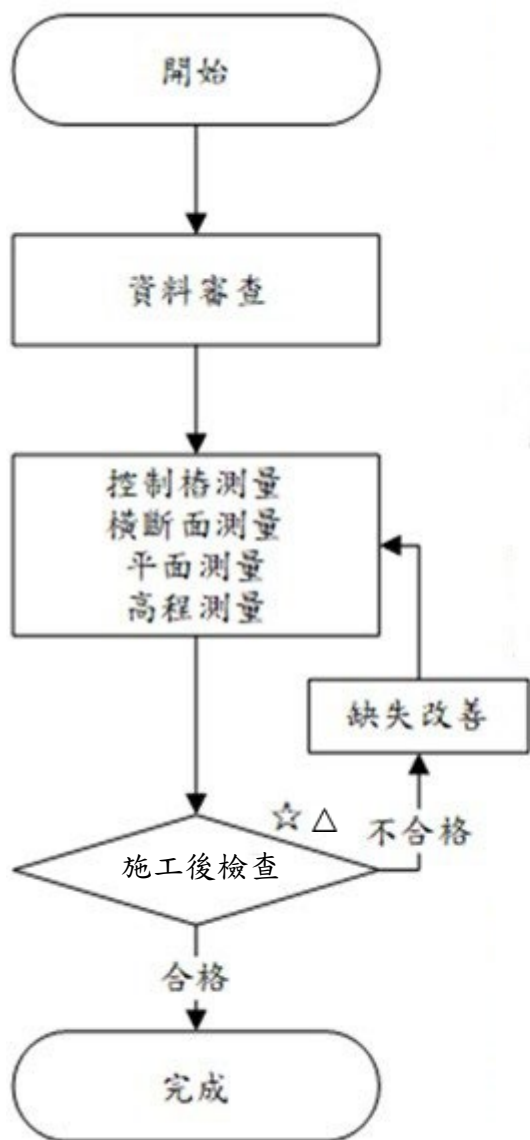 開始
資料審查
控制樁測量
橫斷面測量
平面測量
高程測量
缺失改善
☆ △
不合格
施工後檢查
合格
完成